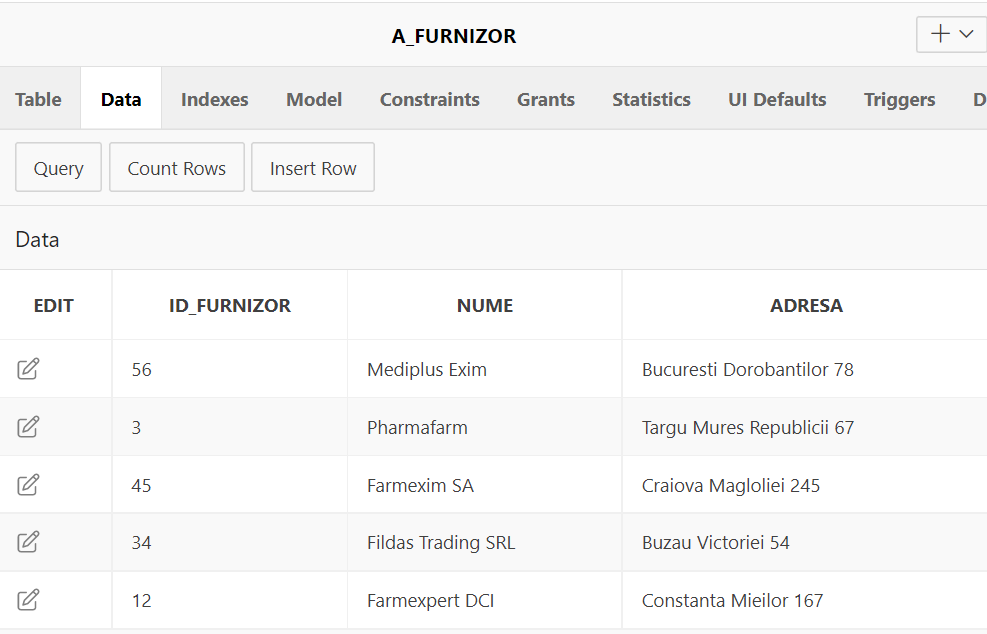 A_FURNIZOR
Table Data Indexes Model Constraints Grants Statistics UI Defaults Triggers D
Query Count Rows Insert Row
Data
EDIT ID_FURNIZOR NUME ADRESA
56 Mediplus Exim Bucuresti Dorobantilor 78
3 Pharmafarm Targu Mures Republicii 67
45 Farmexim SA Craiova Magloliei 245
34 Fildas Trading SRL Buzau Victoriei 54
12 Farmexpert DCI Constanta Mieilor 167